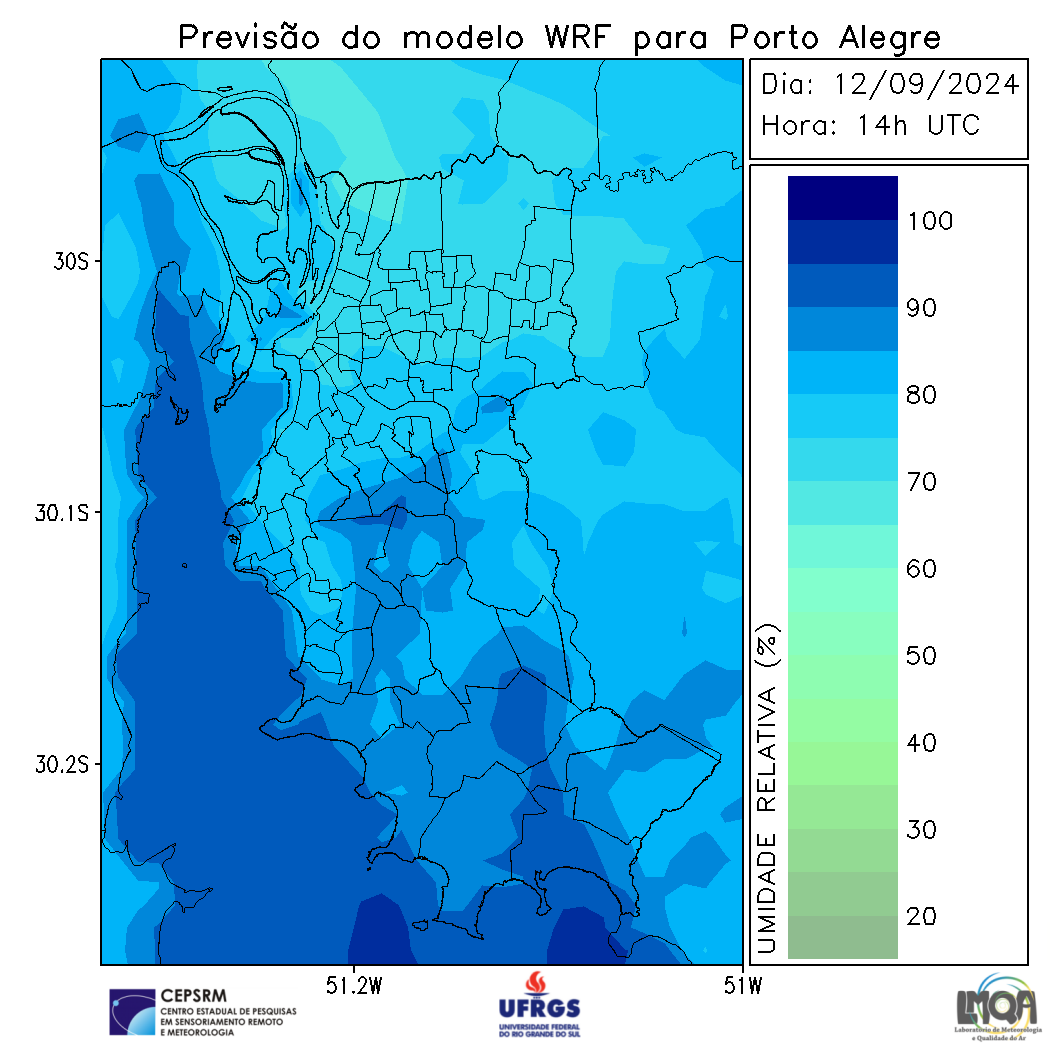 Previsão do modelo WRF para Porto Alegre
Dia: 12/09/2024
Hora: 14h UTC
30S
30.1S
30.2S
51.2W
51W
UMIDADE RELATIVA (%)
100
90
80
70
60
50
40
30
20
CEPSRM
CENTRO ESTADUAL DE PESQUISAS
EM SENSORIAMENTO REMOTO
E METEOROLOGIA
UFRGS
UNIVERSIDADE FEDERAL
DO RIO GRANDE DO SUL
LMQA
Laboratório de Meteorologia
e Qualidade do Ar